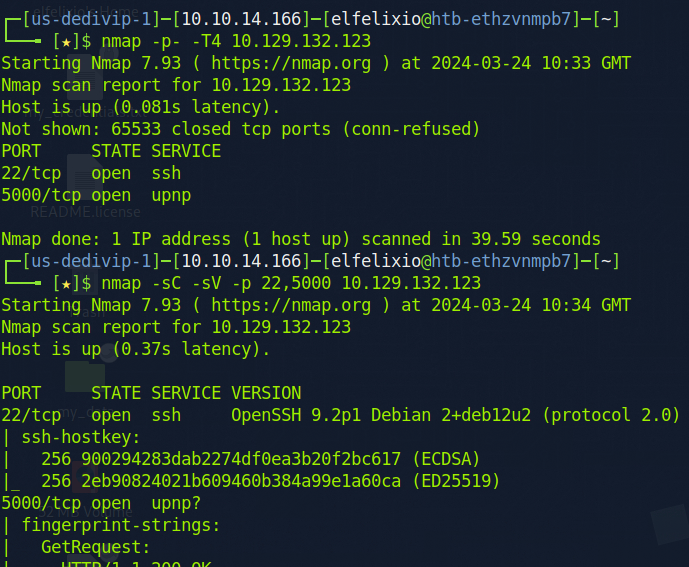 [us-dedivip-1]─[10.10.14.166]─[elfelixio@htb-ethzvnmpb7]─[~]
[★]$ nmap -p- -T4 10.129.132.123
Starting Nmap 7.93 ( https://nmap.org ) at 2024-03-24 10:33 GMT
Nmap scan report for 10.129.132.123
Host is up (0.081s latency).
Not shown: 65533 closed tcp ports (conn-refused)
PORT     STATE SERVICE
22/tcp   open  ssh
5000/tcp open  upnp
README.license
Nmap done: 1 IP address (1 host up) scanned in 39.59 seconds
[us-dedivip-1]─[10.10.14.166]─[elfelixio@htb-ethzvnmpb7]─[~]
[★]$ nmap -sC -sV -p 22,5000 10.129.132.123
Starting Nmap 7.93 ( https://nmap.org ) at 2024-03-24 10:34 GMT
Nmap scan report for 10.129.132.123
Host is up (0.37s latency).
PORT     STATE SERVICE VERSION
22/tcp   open  ssh     OpenSSH 9.2p1 Debian 2+deb12u2 (protocol 2.0)
| ssh-hostkey:
|   256 900294283dab2274df0ea3b20f2bc617 (ECDSA)
|_  256 2eb90824021b609460b384a99e1a60ca (ED25519)
5000/tcp open  upnp?
| fingerprint-strings:
|   GetRequest:
|     HTTP/1.1 200 OK